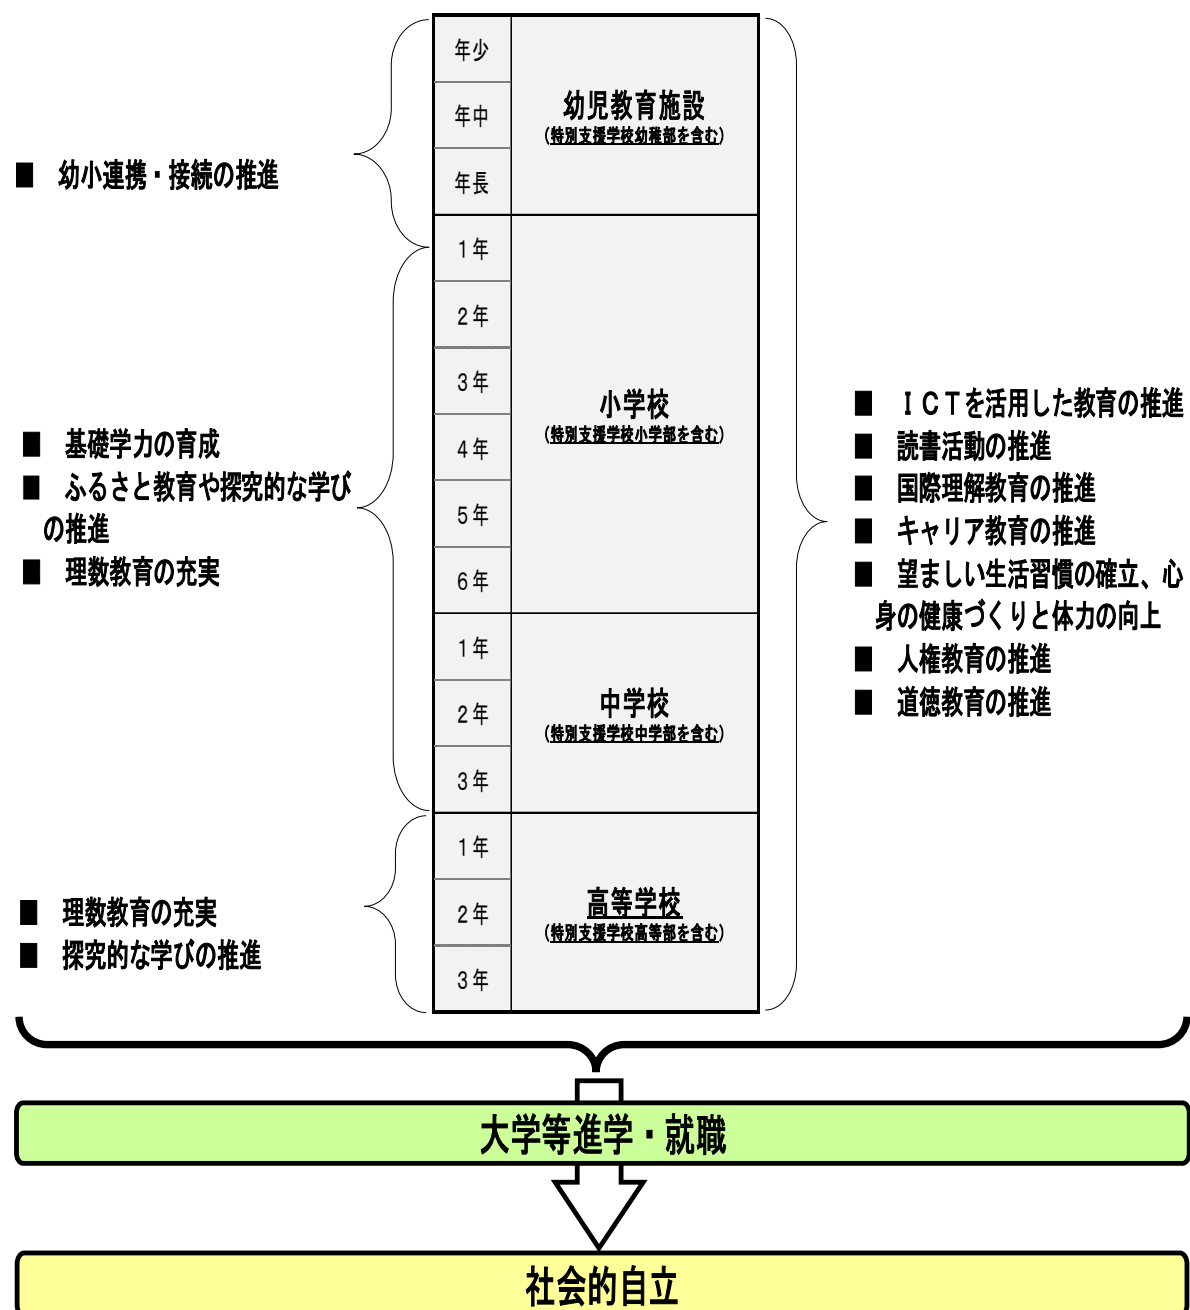 ■　幼小連携・接続の推進
■　基礎学力の育成
■　ふるさと教育や探究的な学び
の推進
■　理数教育の充実
■　理数教育の充実
■　探究的な学びの推進
年少
年中
年長
幼児教育施設
（特別支援学校幼稚部を含む）
１年
２年
３年
４年
５年
６年
小学校
（特別支援学校小学部を含む）
１年
２年
３年
中学校
（特別支援学校中学部を含む）
１年
２年
３年
高等学校
（特別支援学校高等部を含む）
■　ＩＣＴを活用した教育の推進
■　読書活動の推進
■　国際理解教育の推進
■　キャリア教育の推進
■　望ましい生活習慣の確立、心
身の健康づくりと体力の向上
■　人権教育の推進
■　道徳教育の推進
大学等進学・就職
社会的自立